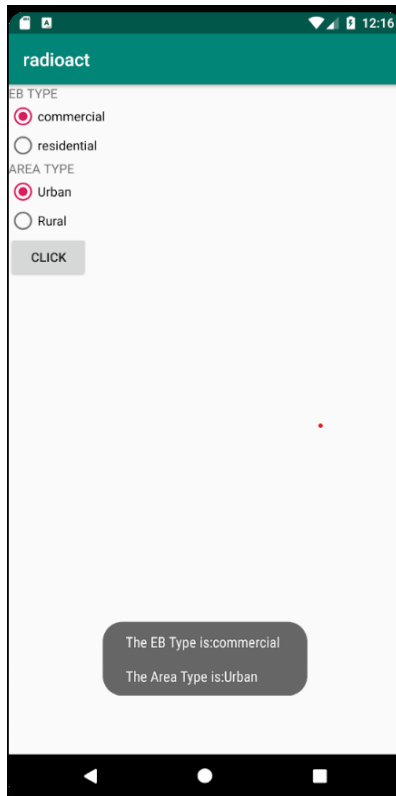 12:16
radioact
EB TYPE
commercial
residential
AREA TYPE
Urban
Rural
CLICK
The EB Type is:commercial
The Area Type is:Urban